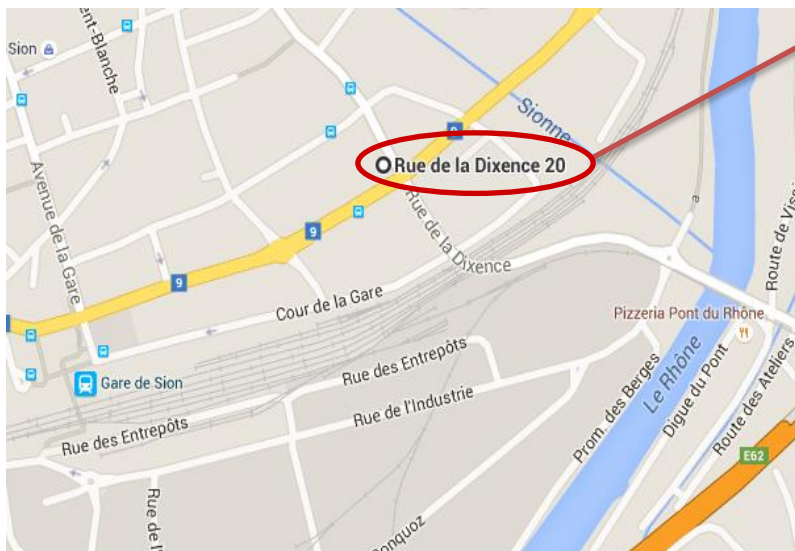 Sion
nt-Blanche
Sionne
9
Rue de la Dixence 20
Avenue de la Gare
Rue de la Dixence
9
9
Route de Viss
Cour de la Gare
Pizzeria Pont du Rhône
Gare de Sion
Rue des Entrepôts
Le Rhône
Rue de l'Industrie
Prom. des Berges
Digue du Pont
Route des Ateliers
Rue des Entrepôts
E62
Rue de l'I
onquoz